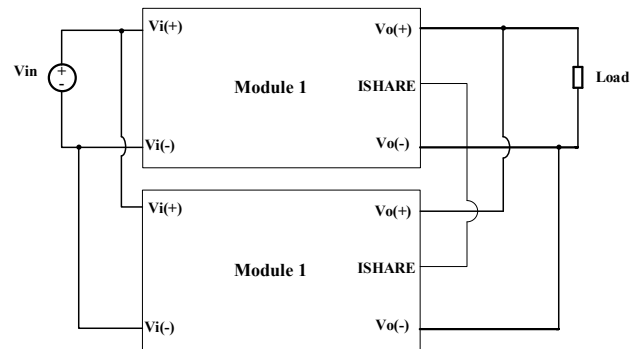 Vi(+)
Vo(+)
Vin
+
-
Module 1
ISHARE
Load
Vi(-)
Vo(-)
Vi(+)
Vo(+)
Module 1
ISHARE
Vi(-)
Vo(-)